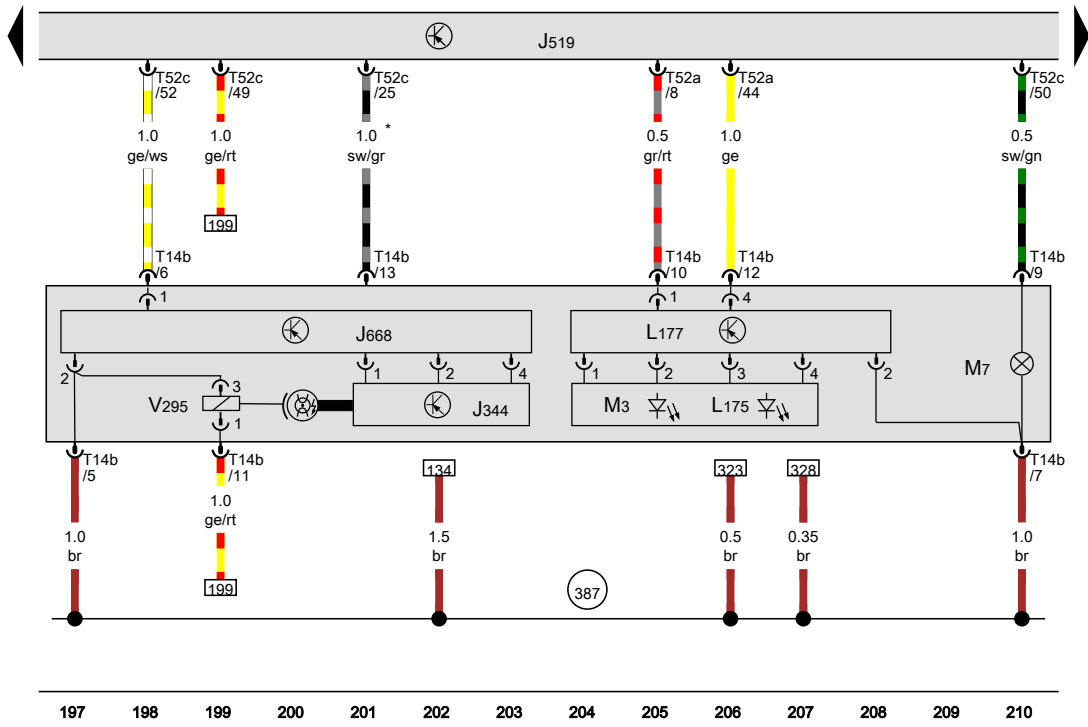 J519
T52c T52c T52c T52a T52a T52c
/52 /49 /25 /8 /44 /50
1.0 1.0 1.0 * 0.5 1.0 0.5
ge/ws ge/rt sw/gr gr/rt ge sw/gn
199
T14b T14b T14b T14b T14b
/6 /13 /10 /12 /9
1 1 4
J668 L177
2 3 1 2 4 1 2 3 4 2 M7
V295 J344 M3 L175
1
T14b T14b T14b
/5 /11 134 323 328 /7
1.0
ge/rt
1.0 1.5 0.5 0.35 1.0
br br br br br
199 387
197 198 199 200 201 202 203 204 205 206 207 208 209 210